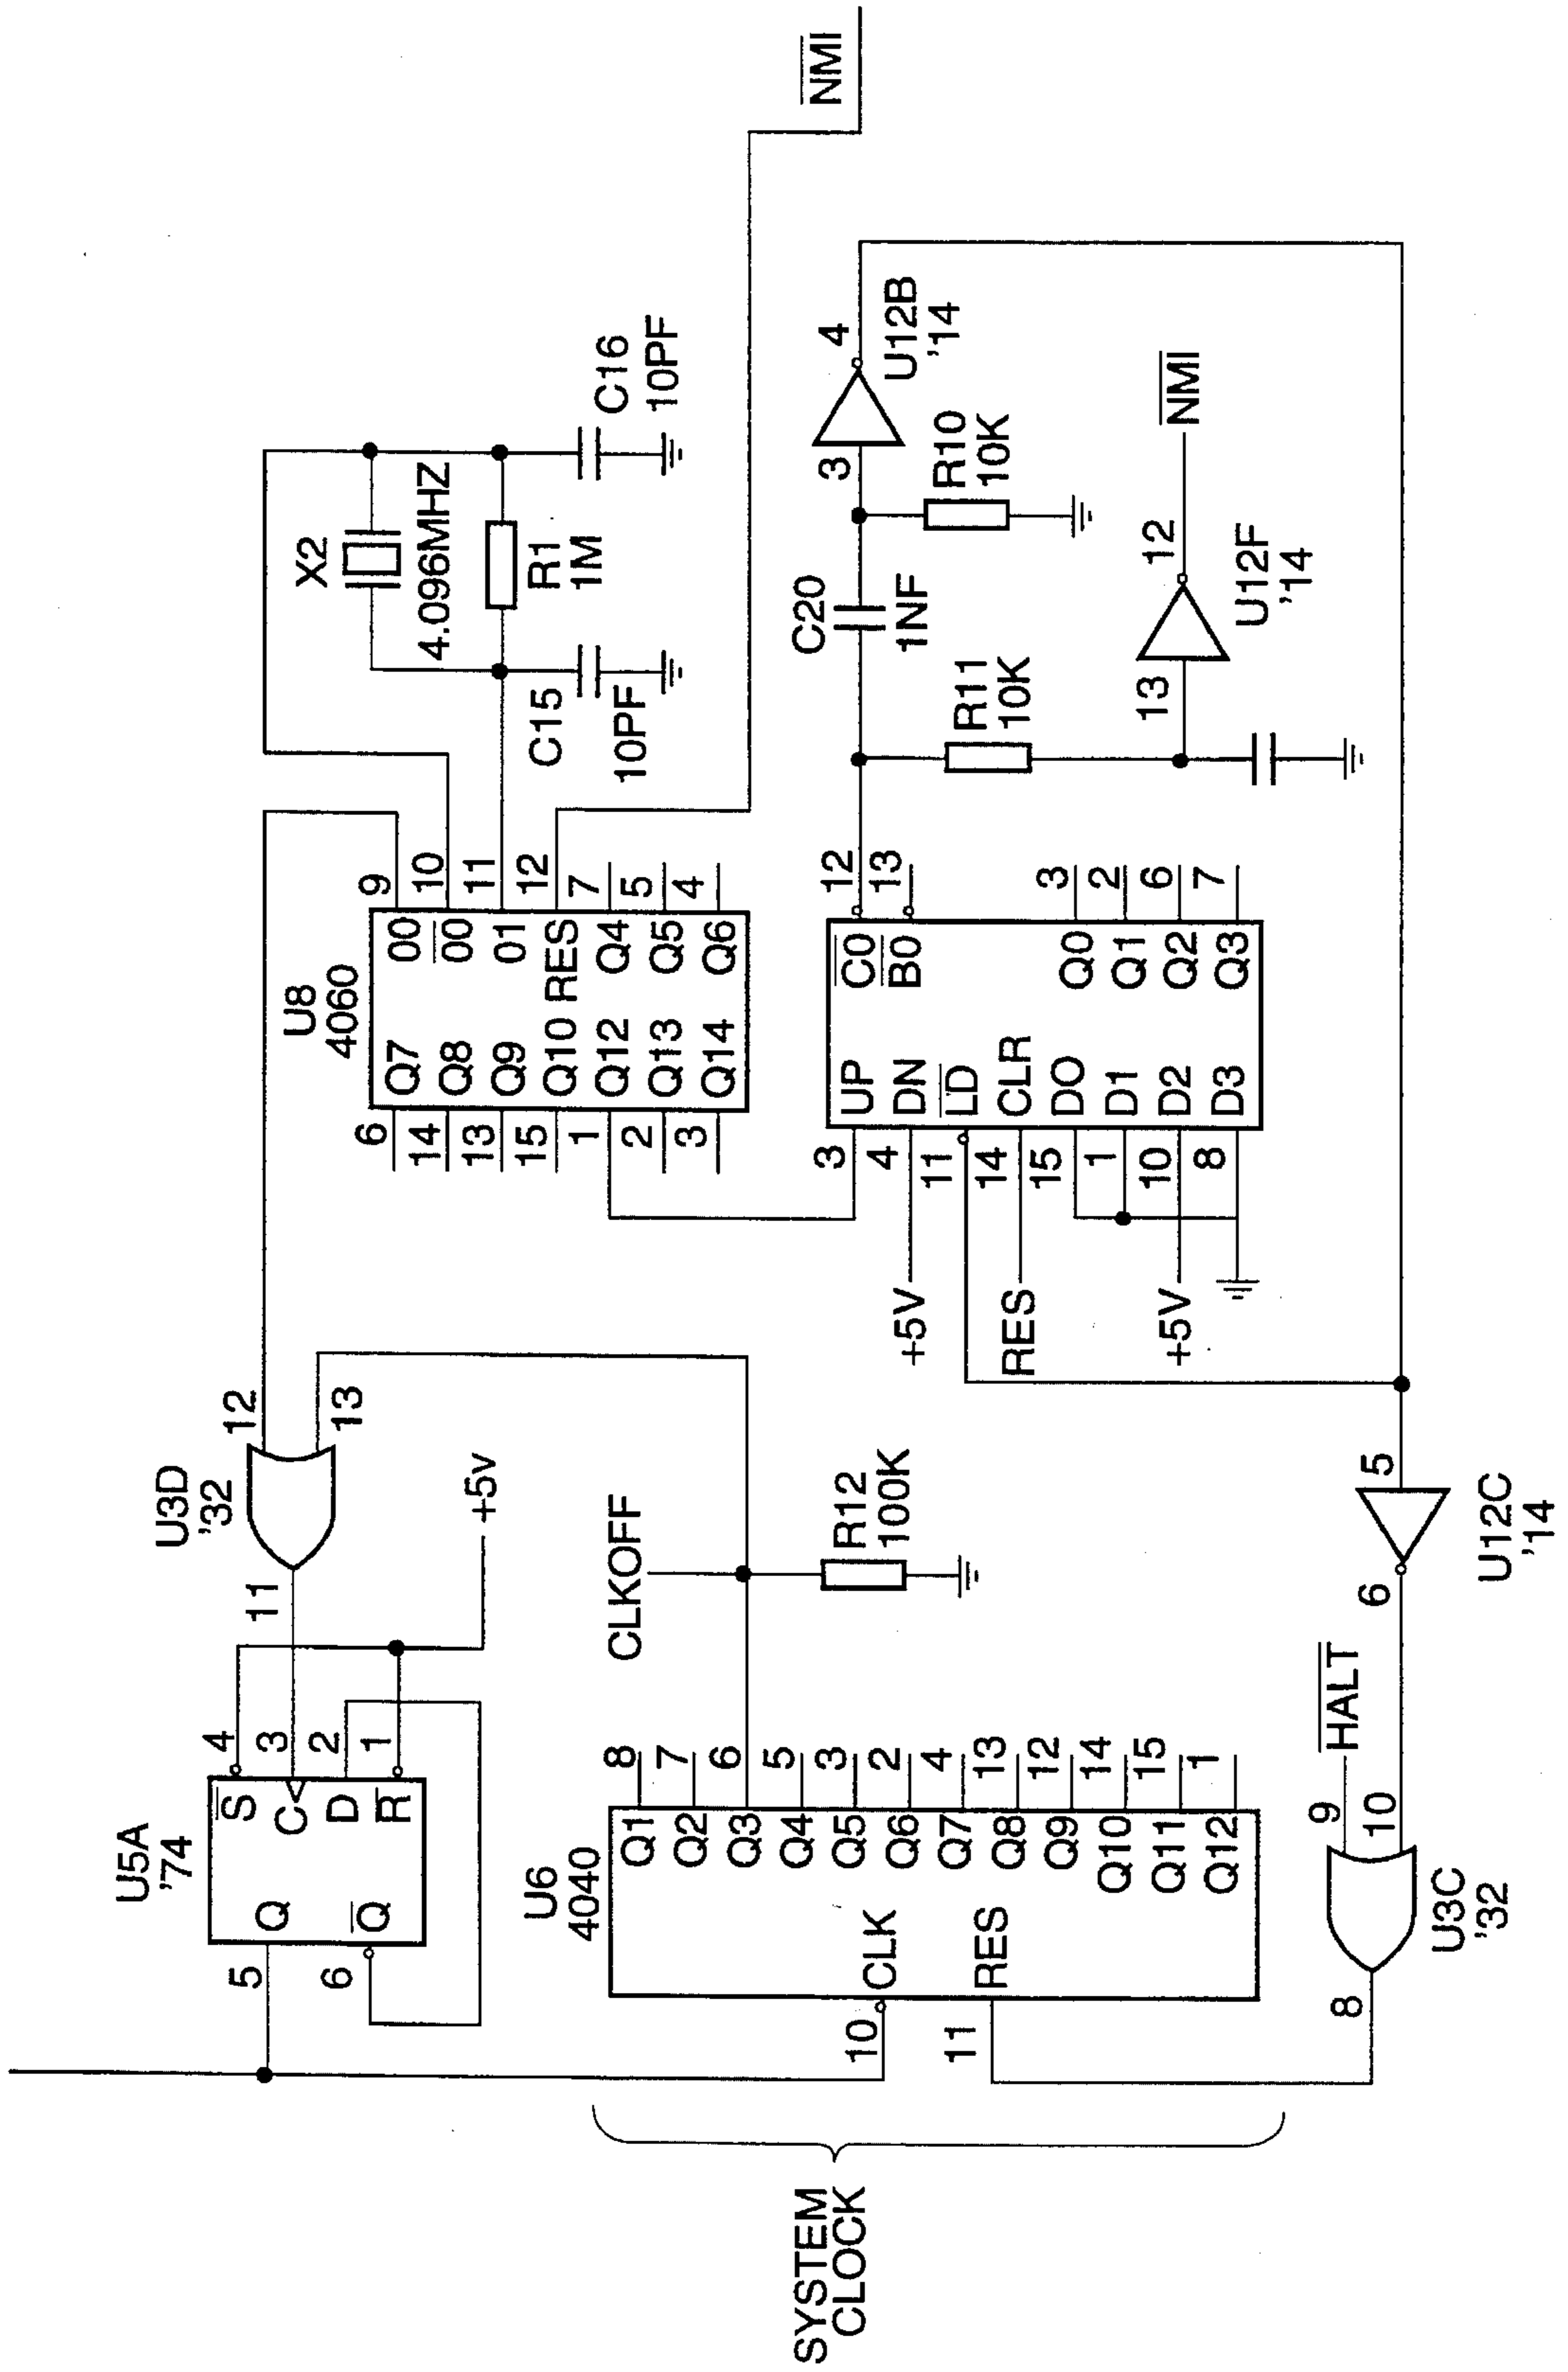 SYSTEM
CLOCK
U5A
'74
Q
Q
S
C
D
R
5
6
4
3
2
1
+5v
U3D
'32
11
12
13
U6
4040
CLK
RES
10
11
Q1
Q2
Q3
Q4
Q5
Q6
Q7
Q8
Q9
Q10
Q11
Q12
8
7
6
5
3
2
4
13
12
14
15
1
CLKOFF
R12
100K
HALT
9
10
8
U3C
'32
6
5
U12C
'14
U8
4060
Q7
Q8
Q9
Q10
Q12
Q13
Q14
6
14
13
15
1
2
3
00
00
01
RES
Q4
Q5
Q6
9
10
11
12
7
5
4
X2
4.096MHZ
R1
1M
C15
10PF
C16
10PF
NMI
UP
DN
LD
CLR
DO
D1
D2
D3
3
4
11
14
15
1
10
8
+5V
RES
+5V
C0
B0
Q0
Q1
Q2
Q3
12
13
3
2
6
7
C20
1NF
R11
10K
R10
10K
3
4
U12B
'14
13
12
U12F
'14
NMI